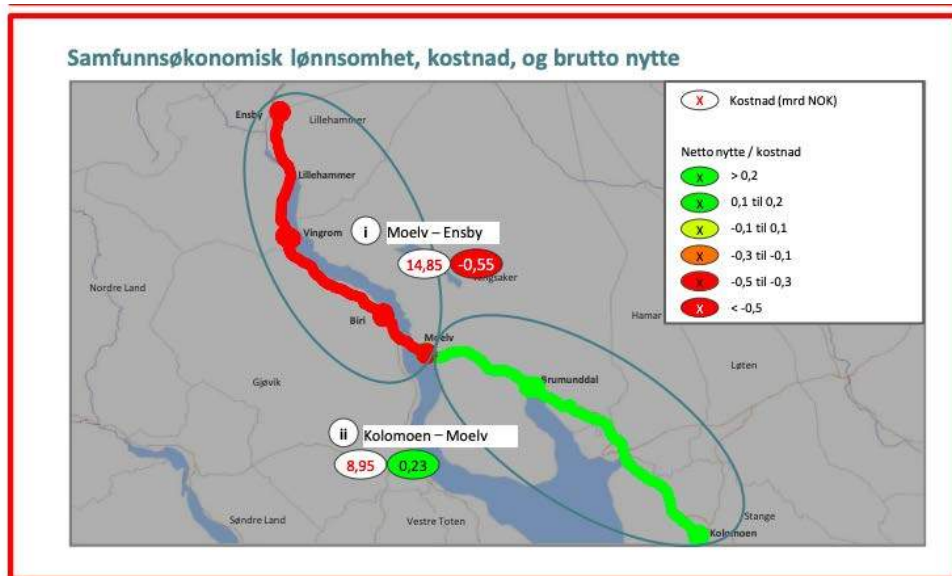 Samfunnsøkonomisk lønnsomhet, kostnad, og brutto nytte
X Kostnad (mrd NOK)
Netto nytte / kostnad
X > 0,2
X 0,1 til 0,2
X -0,1 til 0,1
X -0,3 til -0,1
X -0,5 til -0,3
X < -0,5
Ensby
Lillehammer
Lillehammer
Vingrom
i Moelv – Ensby
14,85 -0,55
Nordre Land
Biri
Hamar
Moelv
Løten
Gjøvik
Brumunddal
ii Kolomoen – Moelv
8,95 0,23
Søndre Land
Vestre Toten
Stange
Kolomoen